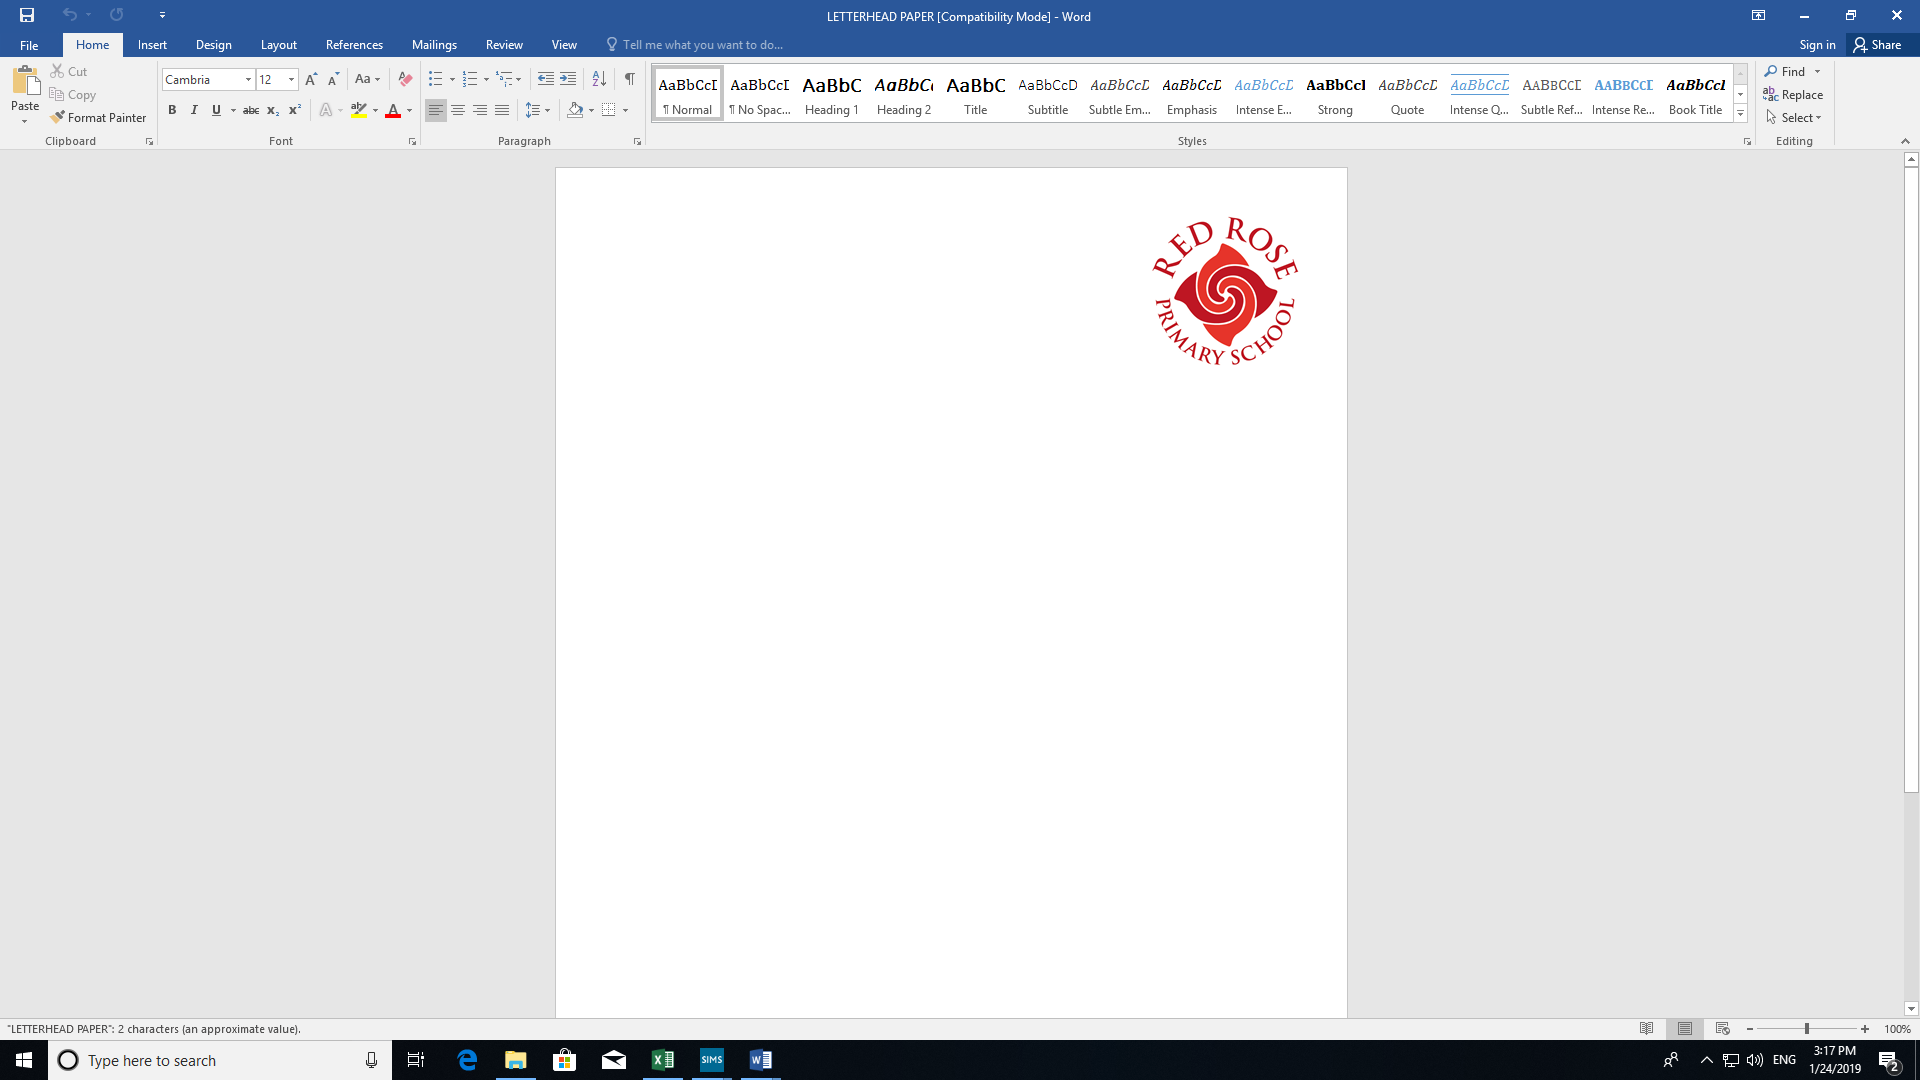 LETTERHEAD PAPER [Compatibility Mode] - Word
File Home Insert Design Layout References Mailings Review View Tell me what you want to do... Sign in Share
Paste
Cut
Copy
Format Painter
Clipboard
Cambria 12
Font
Paragraph
AaBbCcI AaBbCcI AaBbC AaBbCc AaBbC AaBbCcD AaBbCcD AaBbCcD AaBbCcD AaBbCcI AaBbCcD AaBbCcD AABBCCI AABBCCI AaBbCcI
¶ Normal ¶ No Spac... Heading 1 Heading 2 Title Subtitle Subtle Em... Emphasis Intense E... Strong Quote Intense Q... Subtle Ref... Intense Re... Book Title
Styles
Find
Replace
Select
Editing
RED ROSE
PRIMARY SCHOOL
"LETTERHEAD PAPER": 2 characters (an approximate value).
100%
Type here to search
SIMS
ENG
3:17 PM
1/24/2019
2